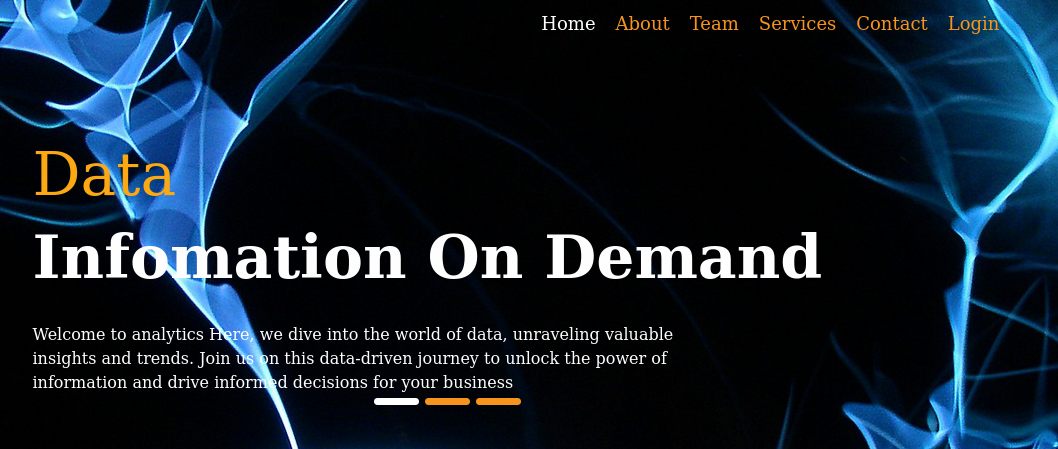 Home About Team Services Contact Login
Data
Infomation On Demand
Welcome to analytics Here, we dive into the world of data, unraveling valuable
insights and trends. Join us on this data-driven journey to unlock the power of
information and drive informed decisions for your business